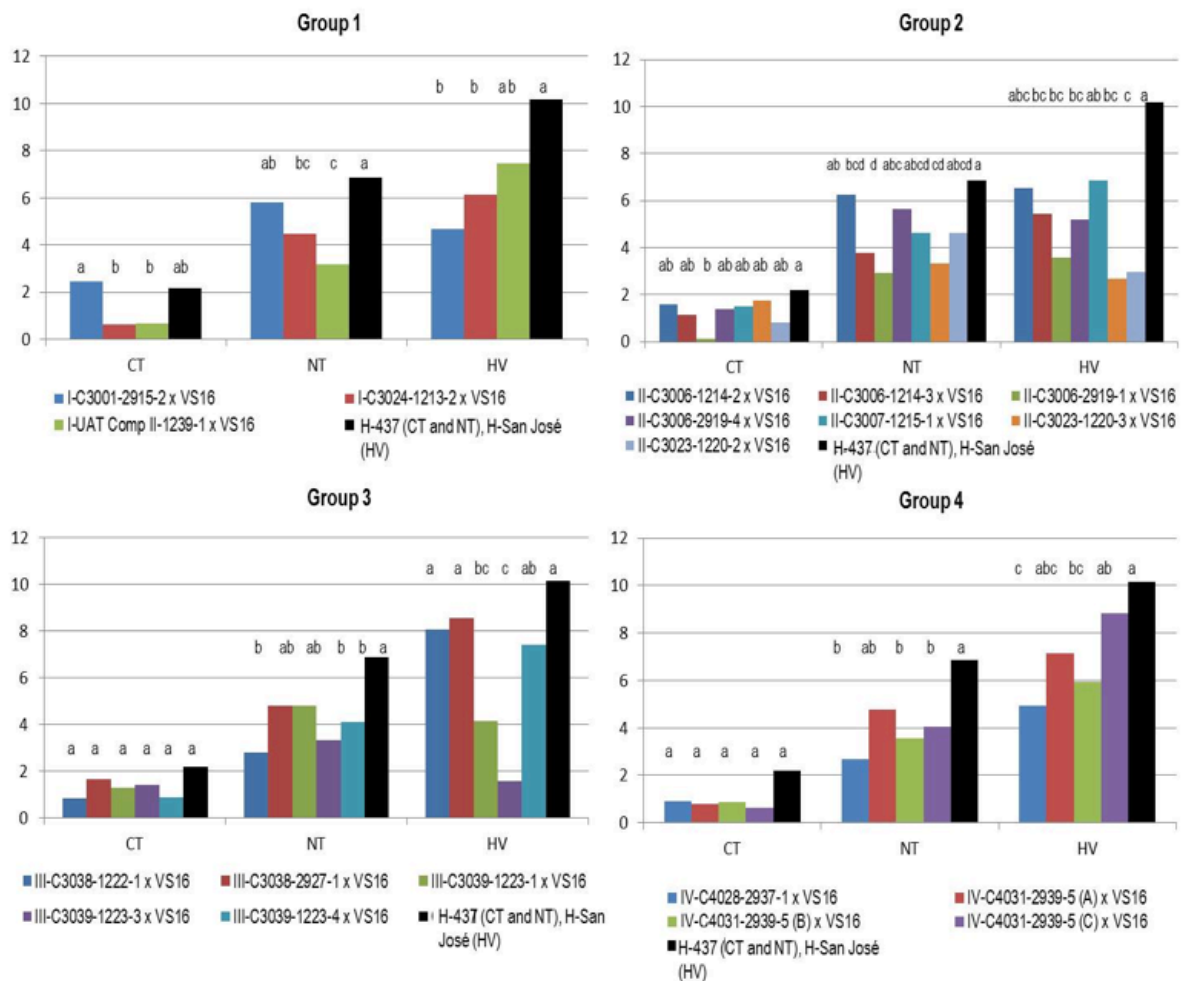 Group 1
12
10
8
6
4
2
0
a b b ab
ab bc c a
b b ab a
CT NT HV
I-C3001-2915-2 x VS16 I-C3024-1213-2 x VS16
I-UAT Comp II-1239-1 x VS16 H-437 (CT and NT), H-San José
(HV)
Group 2
12
10
8
6
4
2
0
ab ab b ab ab ab ab a
ab bcd d abc abcd cd abcd a
abc bc bc bc ab bc c a
CT NT HV
II-C3006-1214-2 x VS16 II-C3006-1214-3 x VS16 II-C3006-2919-1 x VS16
II-C3006-2919-4 x VS16 II-C3007-1215-1 x VS16 II-C3023-1220-3 x VS16
II-C3023-1220-2 x VS16 H-437 (CT and NT), H-San José
(HV)
Group 3
12
10
8
6
4
2
0
a a a a a a
b ab ab b b a
a a bc c ab a
CT NT HV
III-C3038-1222-1 x VS16 III-C3038-2927-1 x VS16 III-C3039-1223-1 x VS16
III-C3039-1223-3 x VS16 III-C3039-1223-4 x VS16 H-437 (CT and NT), H-San
José (HV)
Group 4
12
10
8
6
4
2
0
a a a a a
b ab b b a
c abc bc ab a
CT NT HV
IV-C4028-2937-1 x VS16 IV-C4031-2939-5 (A) x VS16
IV-C4031-2939-5 (B) x VS16 IV-C4031-2939-5 (C) x VS16
H-437 (CT and NT), H-San José
(HV)